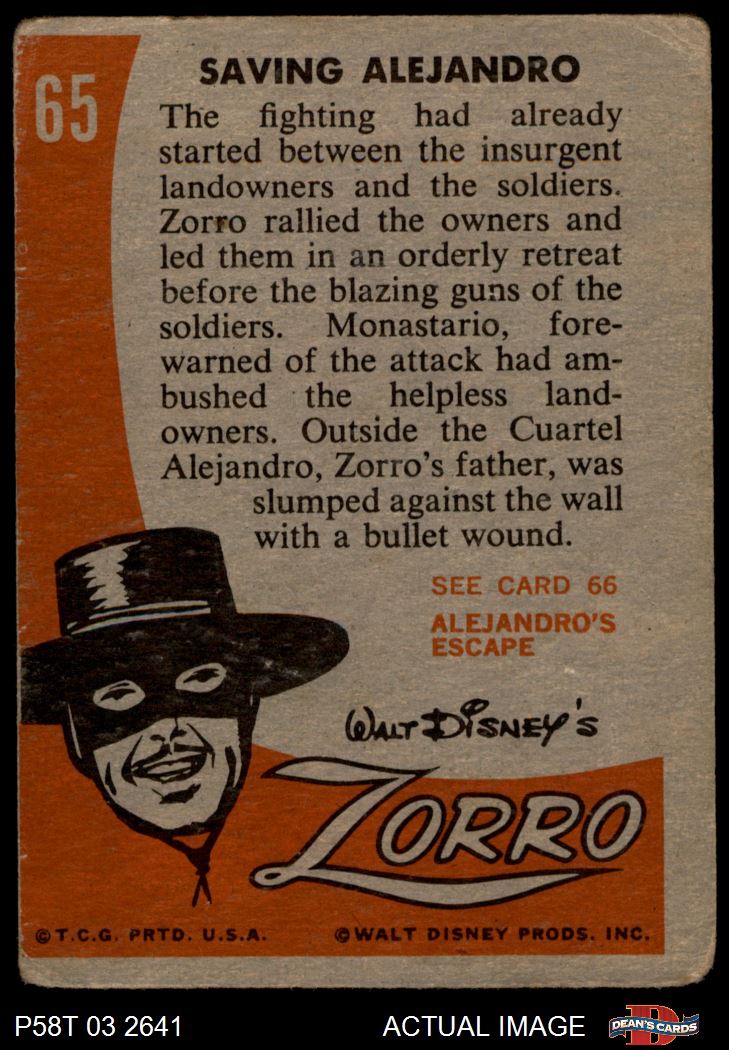 65
SAVING ALEJANDRO
The fighting had already
started between the insurgent
landowners and the soldiers.
Zorro rallied the owners and
led them in an orderly retreat
before the blazing guns of the
soldiers. Monastario, fore-
warned of the attack had am-
bushed the helpless land-
owners. Outside the Cuartel
Alejandro, Zorro's father, was
slumped against the wall
with a bullet wound.
SEE CARD 66
ALEJANDRO'S
ESCAPE
WALT DISNEY'S
ZORRO
©T.C.G. PRTD. U.S.A.
©WALT DISNEY PRODS. INC.
P58T 03 2641
ACTUAL IMAGE
D
DEAN'S CARDS